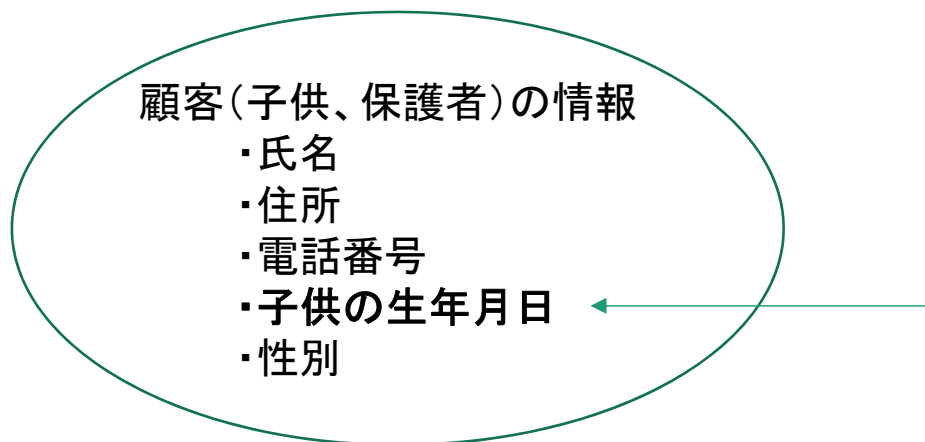 顧客(子供、保護者)の情報
・氏名
・住所
・電話番号
・子供の生年月日
・性別